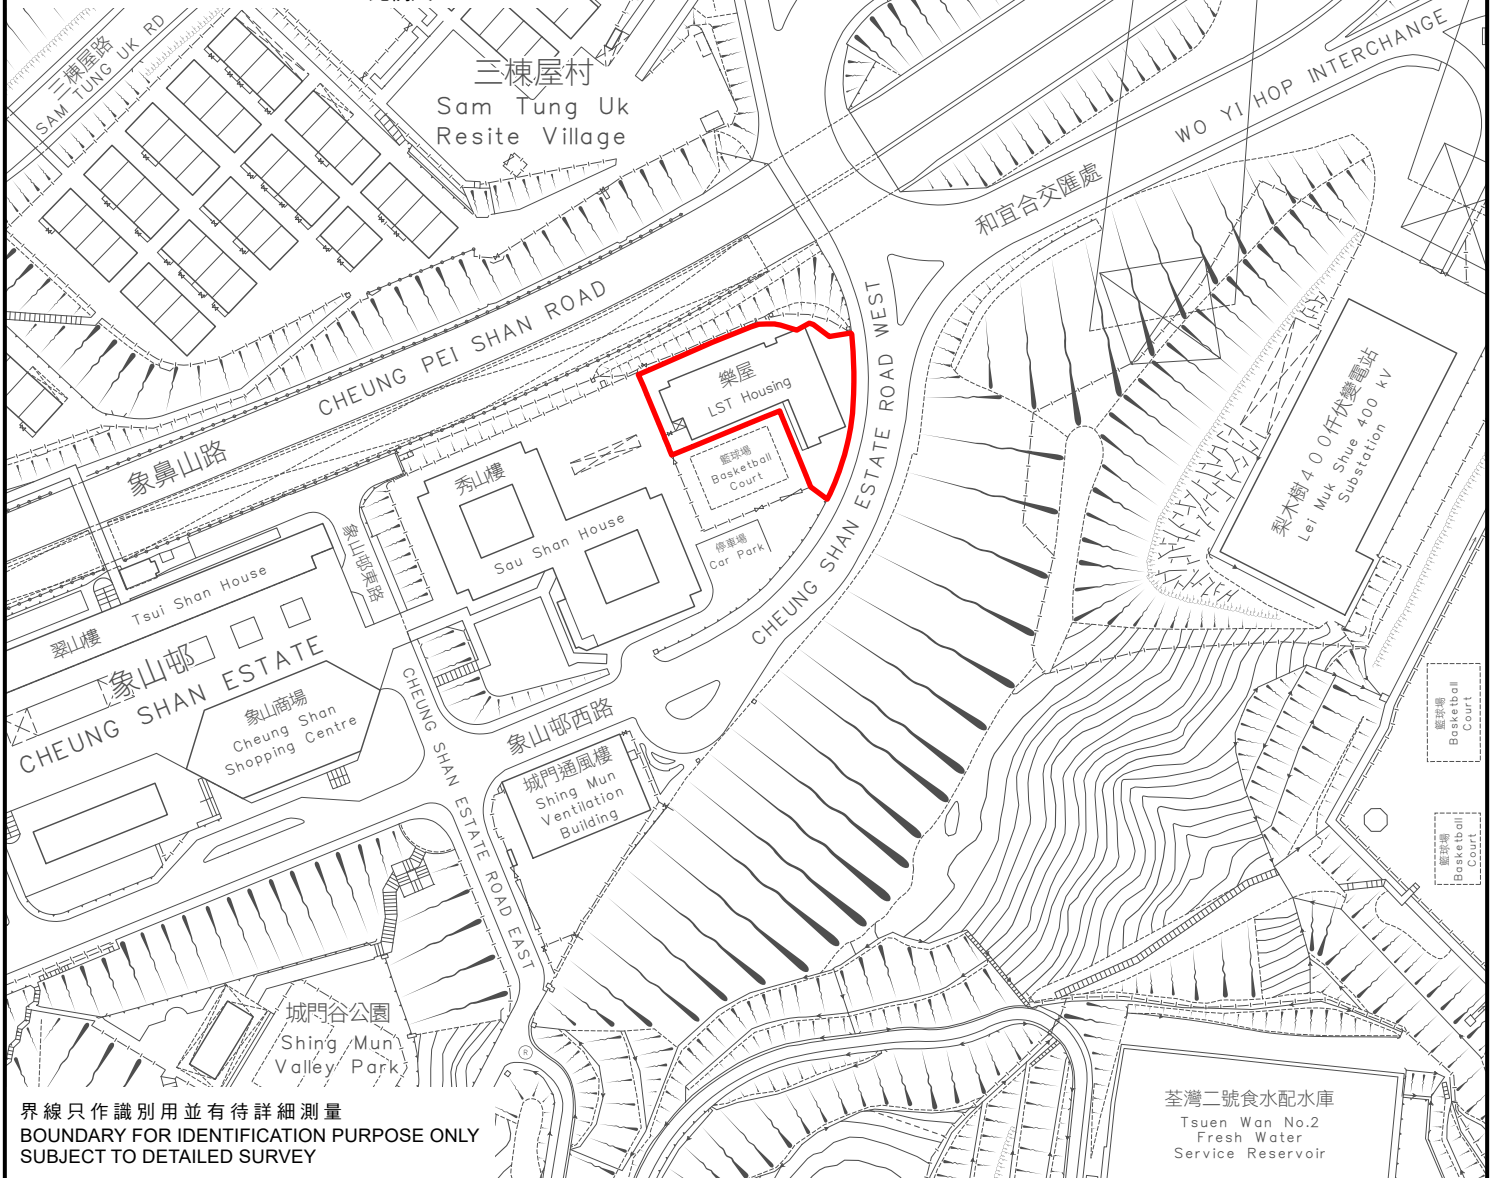 三棟屋路
SAM TUNG UK RD
三棟屋村
Sam Tung Uk
Resite Village
WO YI HOP INTERCHANGE
和宜合交匯處
CHEUNG PEI SHAN ROAD
象鼻山路
樂屋
LST Housing
籃球場
Basketball
Court
停車場
Car Park
CHEUNG SHAN ESTATE ROAD WEST
梨木樹４００仟伏變電站
Lei Muk Shue 400 kV
Substation
秀山樓
Sau Shan House
象山邨東路
Tsui Shan House
翠山樓
象山邨
CHEUNG SHAN ESTATE
象山商場
Cheung Shan
Shopping Centre
CHEUNG SHAN ESTATE ROAD EAST
象山邨西路
城門通風樓
Shing Mun
Ventilation
Building
籃球場
Basketball
Court
籃球場
Basketball
Court
城門谷公園
Shing Mun
Valley Park
R
荃灣二號食水配水庫
Tsuen Wan No.2
Fresh Water
Service Reservoir
界線只作識別用並有待詳細測量
BOUNDARY FOR IDENTIFICATION PURPOSE ONLY
SUBJECT TO DETAILED SURVEY